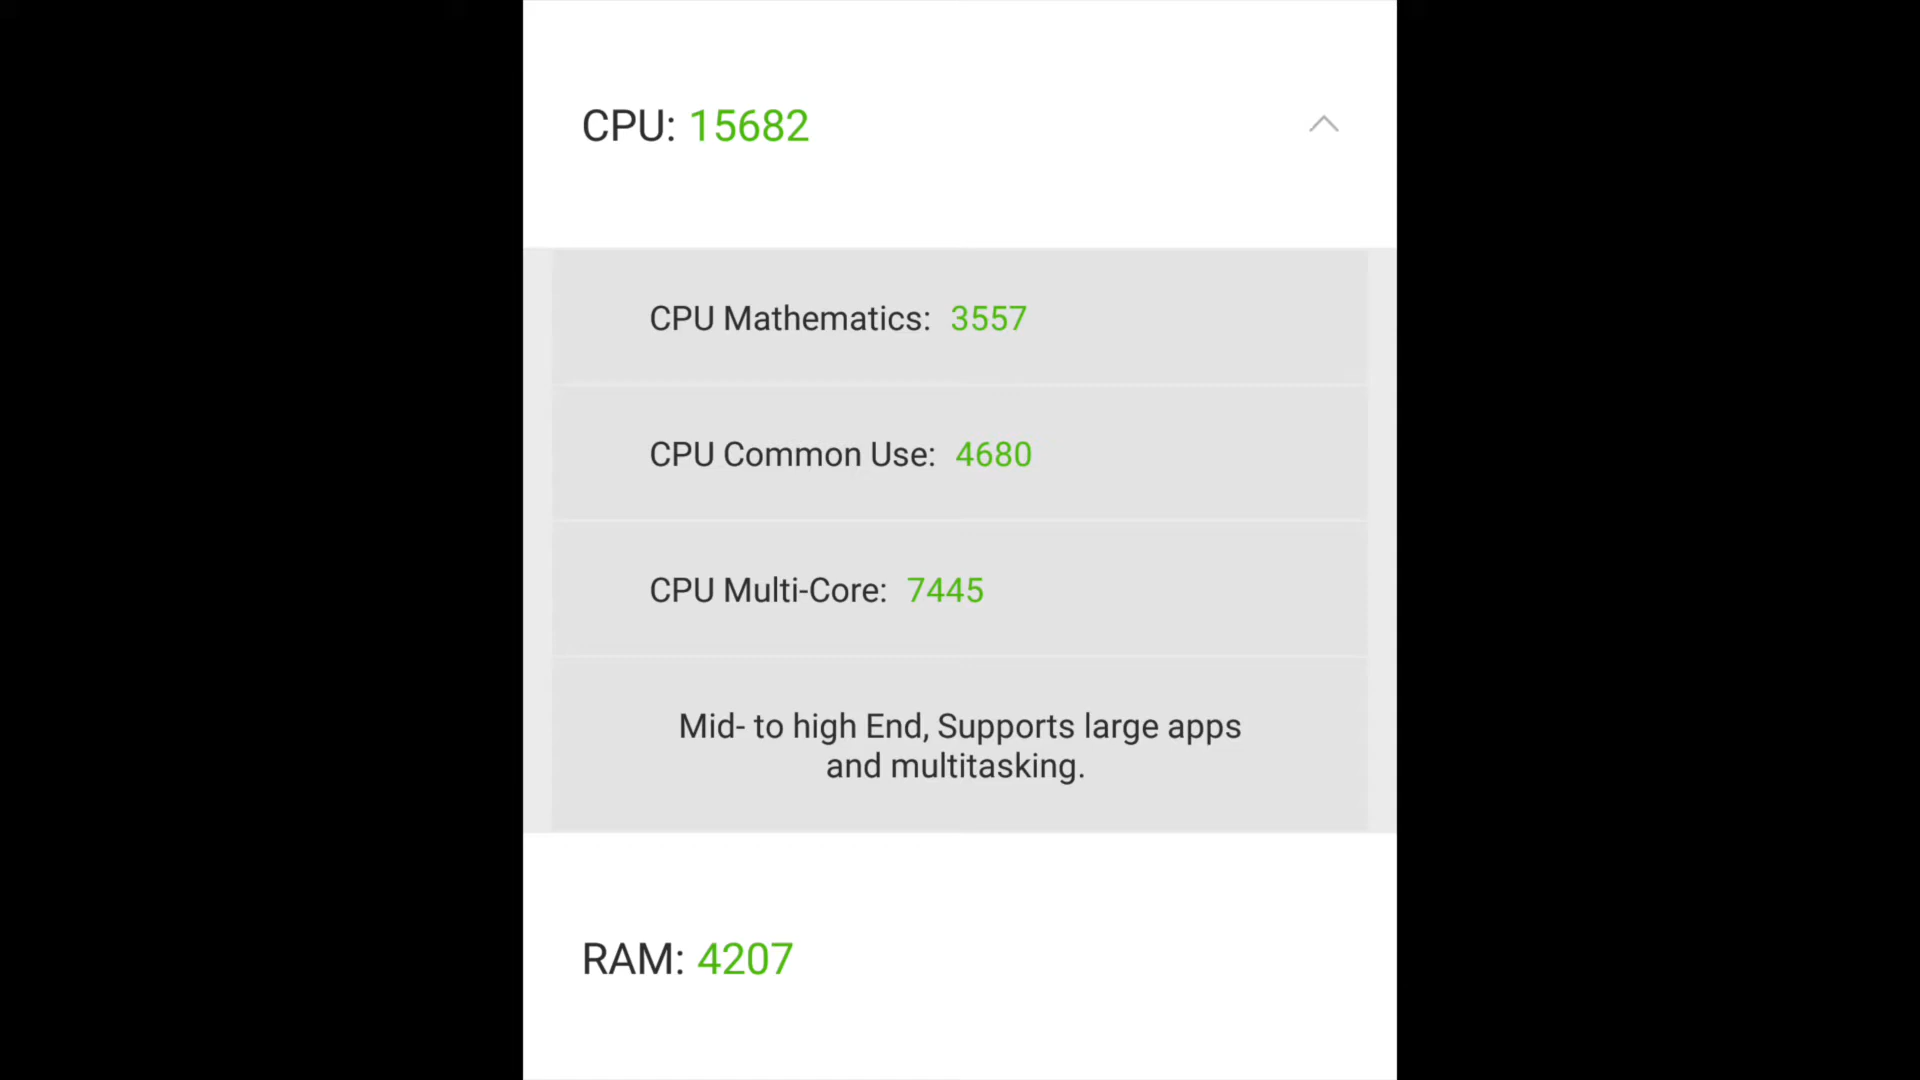 CPU: 15682
CPU Mathematics: 3557
CPU Common Use: 4680
CPU Multi-Core: 7445
Mid- to high End, Supports large apps
and multitasking.
RAM: 4207